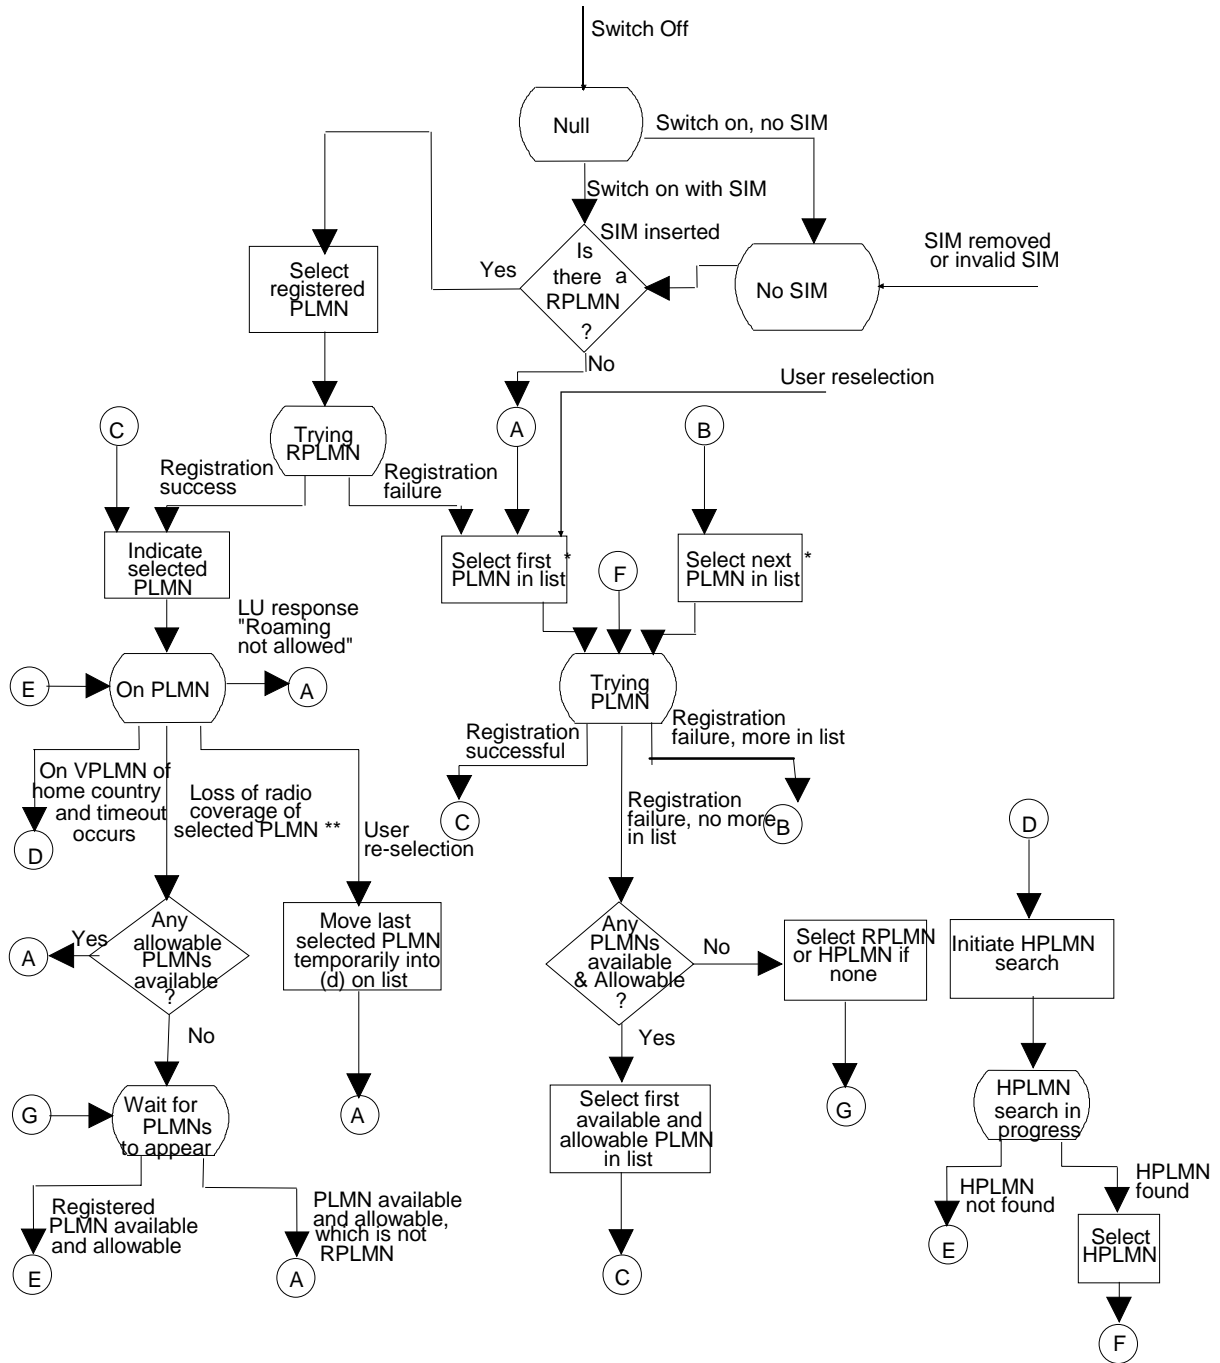 Switch Off
Null
Switch on, no SIM
Switch on with SIM
SIM inserted
SIM removed
or invalid SIM
Is
there a
RPLMN
?
Yes
No SIM
Select
registered
PLMN
No
User reselection
C
Trying
RPLMN
A
B
Registration
success
Registration
failure
Indicate
selected
PLMN
Select first *
PLMN in list
F
Select next *
PLMN in list
LU response
"Roaming
not allowed"
E
On PLMN
A
Trying
PLMN
Registration
successful
Registration
failure, more in list
On VPLMN of
home country
and timeout
occurs
Loss of radio
coverage of
selected PLMN **
User
re-selection
C
Registration
failure, no more
in list
B
D
D
Any
allowable
PLMNs
available
?
Yes
A
Move last
selected PLMN
temporarily into
(d) on list
Any
PLMNs
available
& Allowable
?
No
Select RPLMN
or HPLMN if
none
Initiate HPLMN
search
No
Yes
G
Wait for
PLMNs
to appear
A
Select first
available and
allowable PLMN
in list
G
HPLMN
search in
progress
Registered
PLMN available
and allowable
PLMN available
and allowable,
which is not
RPLMN
HPLMN
not found
HPLMN
found
E
A
C
E
Select
HPLMN
F